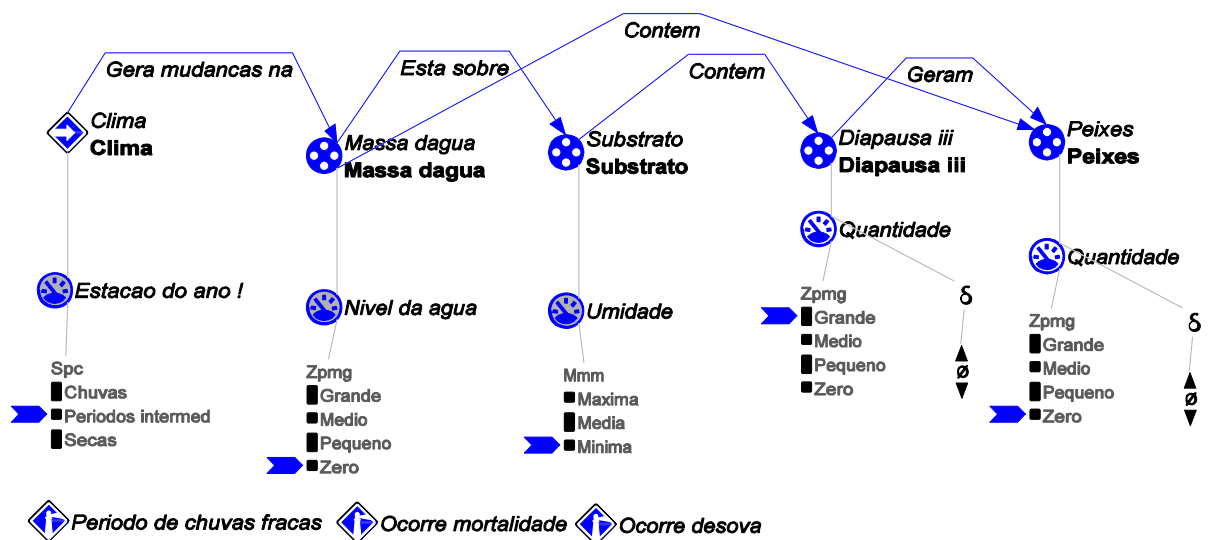 Contem
Gera mudancas na
Esta sobre
Contem
Geram
Clima
Clima
Massa dagua
Massa dagua
Substrato
Substrato
Diapausa iii
Diapausa iii
Peixes
Peixes
Estacao do ano !
Nivel da agua
Umidade
Quantidade
Quantidade
Spc
Chuvas
Periodos intermed
Secas
Zpmg
Grande
Medio
Pequeno
Zero
Mmm
Maxima
Media
Minima
Zpmg
Grande
Medio
Pequeno
Zero
δ
ø
Zpmg
Grande
Medio
Pequeno
Zero
δ
ø
Periodo de chuvas fracas
Ocorre mortalidade
Ocorre desova